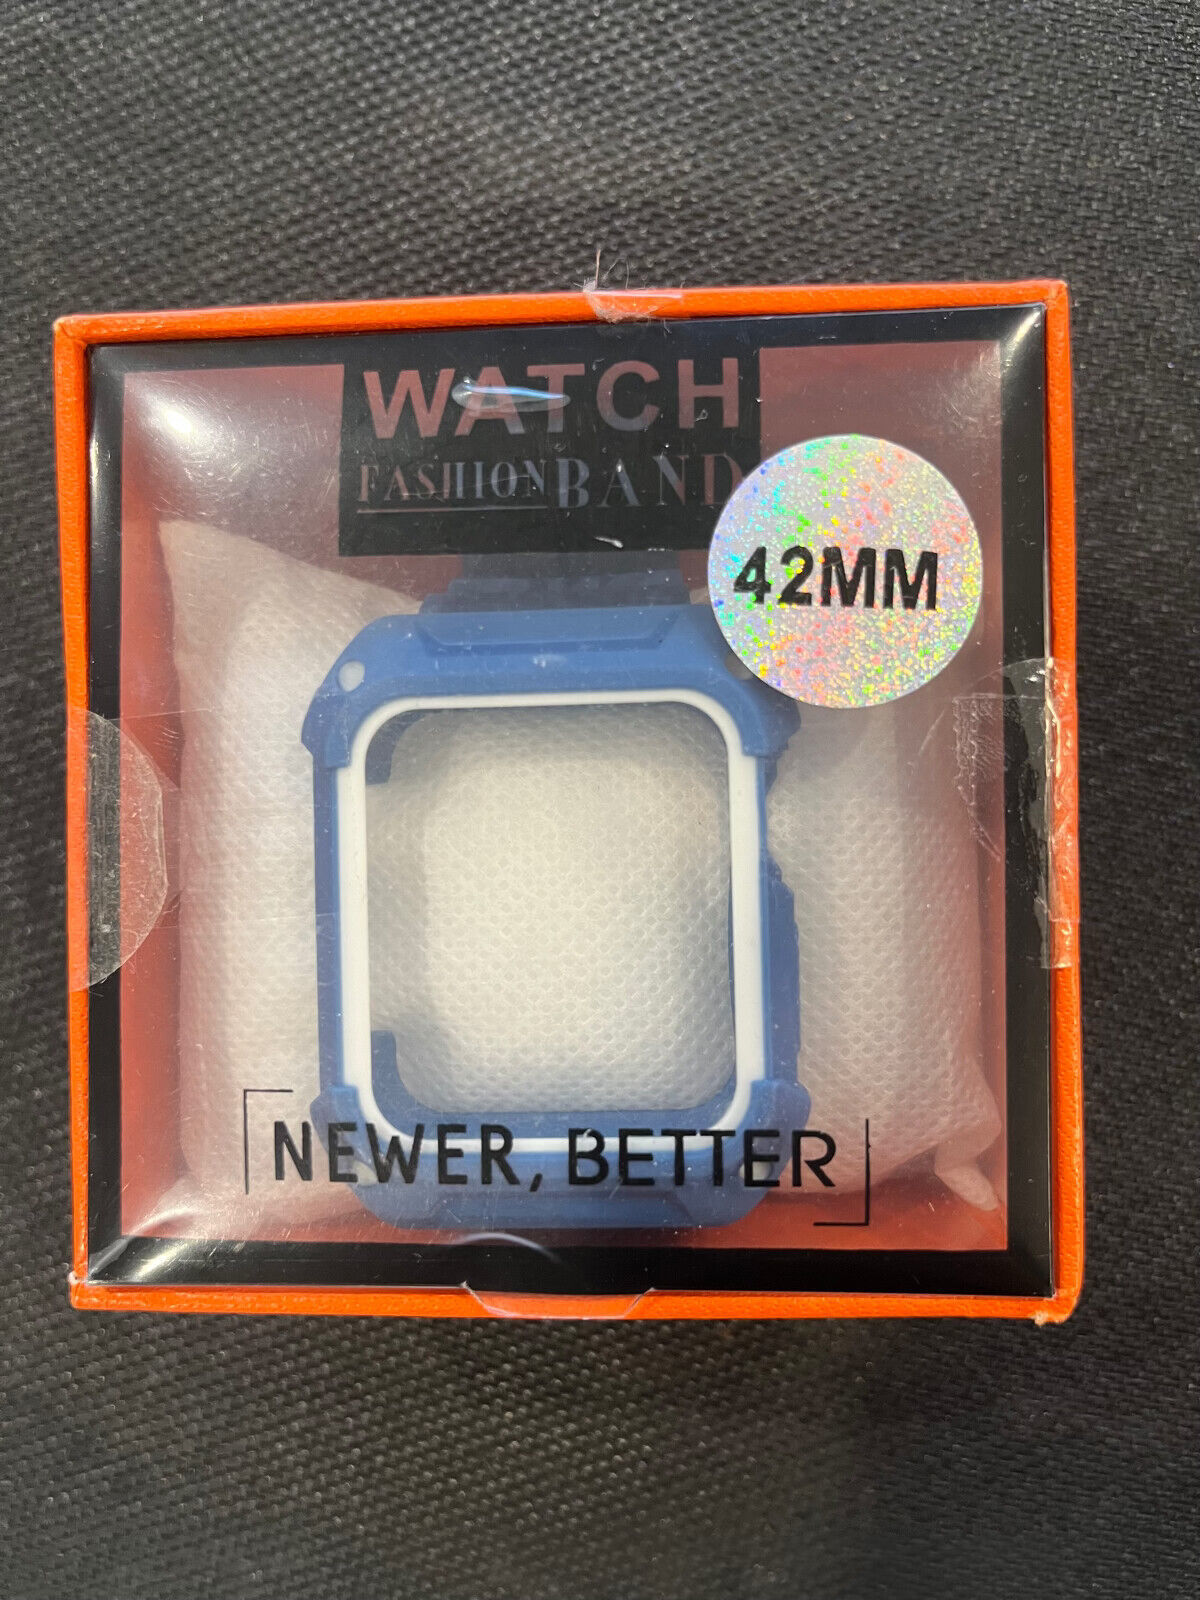 WATCH
FASHION BAND
42MM
NEWER, BETTER